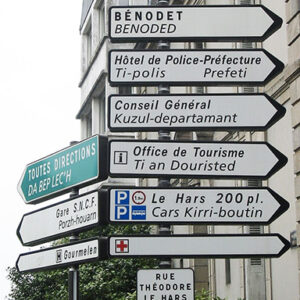 BÉNODET
BENODED
Hôtel de Police-Préfecture
Ti-polis Prefeti
Conseil Général
Kuzul-departamant
TOUTES DIRECTIONS
DA BEP LEC'H
i Office de Tourisme
Ti an Douristed
Gare S.N.C.F.
Porzh-houarn
P Le Hars 200 pl.
P Cars Kirri-boutin
Gourmelen
P
P
RUE
THÉODORE
LE HARS